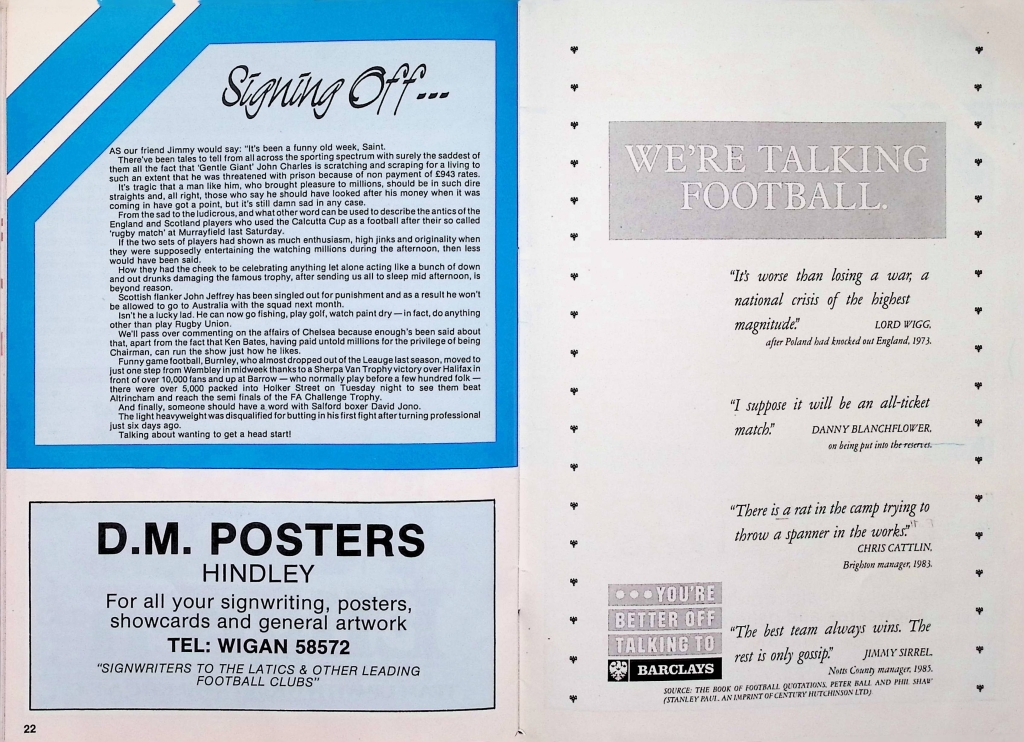 Signing Off...
AS our friend Jimmy would say: "It's been a funny old week, Saint.
There've been tales to tell from all across the sporting spectrum with surely the saddest of
them all the fact that 'Gentle Giant' John Charles is scratching and scraping for a living to
such an extent that he was threatened with prison because of non payment of £943 rates.
It's tragic that a man like him, who brought pleasure to millions, should be in such dire
straights and, all right, those who say he should have looked after his money when it was
coming in have got a point, but it's still damn sad in any case.
From the sad to the ludicrous, and what other word can be used to describe the antics of the
England and Scotland players who used the Calcutta Cup as a football after their so called
'rugby match' at Murrayfield last Saturday.
If the two sets of players had shown as much enthusiasm, high jinks and originality when
they were supposedly entertaining the watching millions during the afternoon, then less
would have been said.
How they had the cheek to be celebrating anything let alone acting like a bunch of down
and out drunks damaging the famous trophy, after sending us all to sleep mid afternoon, is
beyond reason.
Scottish flanker John Jeffrey has been singled out for punishment and as a result he won't
be allowed to go to Australia with the squad next month.
Isn't he a lucky lad. He can now go fishing, play golf, watch paint dry — in fact, do anything
other than play Rugby Union.
We'll pass over commenting on the affairs of Chelsea because enough's been said about
that, apart from the fact that Ken Bates, having paid untold millions for the privilege of being
Chairman, can run the show just how he likes.
Funny game football, Burnley, who almost dropped out of the Leauge last season, moved to
just one step from Wembley in midweek thanks to a Sherpa Van Trophy victory over Halifax in
front of over 10,000 fans and up at Barrow — who normally play before a few hundred folk —
there were over 5,000 packed into Holker Street on Tuesday night to see them beat
Altrincham and reach the semi finals of the FA Challenge Trophy.
And finally, someone should have a word with Salford boxer David Jono.
The light heavyweight was disqualified for butting in his first fight after turning professional
just six days ago.
Talking about wanting to get a head start!
D.M. POSTERS
HINDLEY
For all your signwriting, posters,
showcards and general artwork
TEL: WIGAN 58572
"SIGNWRITERS TO THE LATICS & OTHER LEADING
FOOTBALL CLUBS"
22
WE'RE TALKING
FOOTBALL.
"It's worse than losing a war, a
national crisis of the highest
magnitude."
LORD WIGG,
after Poland had knocked out England, 1973.
"I suppose it will be an all-ticket
match."
DANNY BLANCHFLOWER,
on being put into the reserves.
"There is a rat in the camp trying to
throw a spanner in the works."
CHRIS CATTLIN,
Brighton manager, 1983.
"The best team always wins. The
rest is only gossip."
JIMMY SIRREL,
Notts County manager, 1985.
•••YOU'RE
BETTER OFF
TALKING TO
BARCLAYS
SOURCE: THE BOOK OF FOOTBALL QUOTATIONS, PETER BALL AND PHIL SHAW
(STANLEY PAUL, AN IMPRINT OF CENTURY HUTCHINSON LTD)